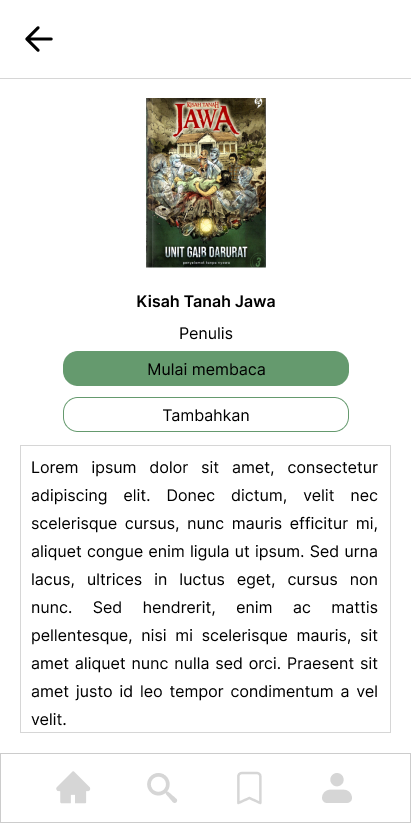 KISAH TANAH
JAWA
UNIT GAIB DARURAT
3
Kisah Tanah Jawa
Penulis
Mulai membaca
Tambahkan
Lorem ipsum dolor sit amet, consectetur
adipiscing elit. Donec dictum, velit nec
scelerisque cursus, nunc mauris efficitur mi,
aliquet congue enim ligula ut ipsum. Sed urna
lacus, ultrices in luctus eget, cursus non
nunc. Sed hendrerit, enim ac mattis
pellentesque, nisi mi scelerisque mauris, sit
amet aliquet nunc nulla sed orci. Praesent sit
amet justo id leo tempor condimentum a vel
velit.